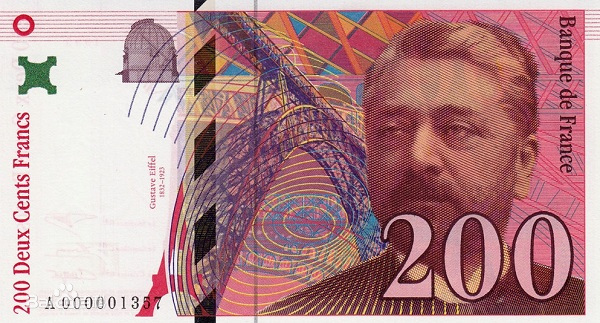 Banque de France
200 Deux Cents Francs
Gustave Eiffel
1832-1923
200
A 000001357